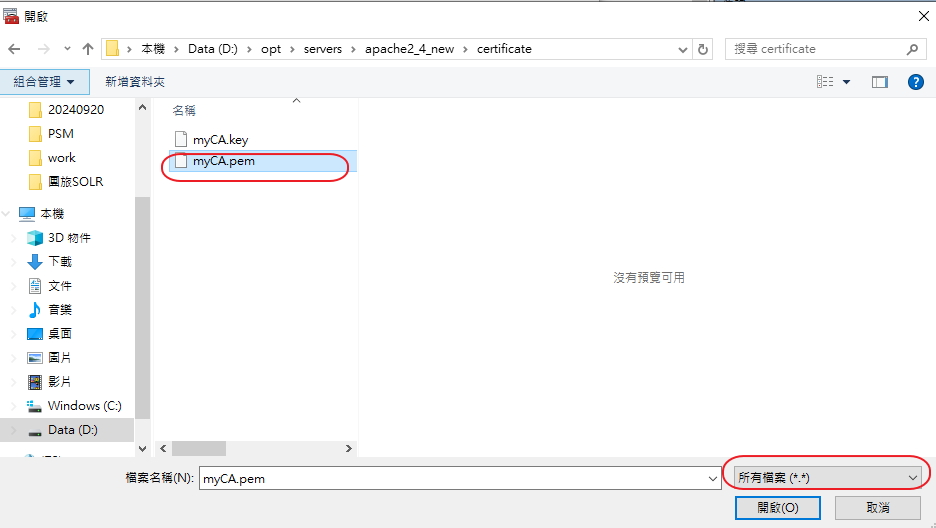 開啟
本機 > Data (D:) > opt > servers > apache2_4_new > certificate
搜尋 certificate
組合管理
新增資料夾
?
20240920
PSM
work
團旅SOLR
本機
3D 物件
下載
文件
音樂
桌面
圖片
影片
Windows (C:)
Data (D:)
名稱
myCA.key
myCA.pem
沒有預覽可用
檔案名稱(N):
myCA.pem
所有檔案 (*.*)
開啟(O)
取消